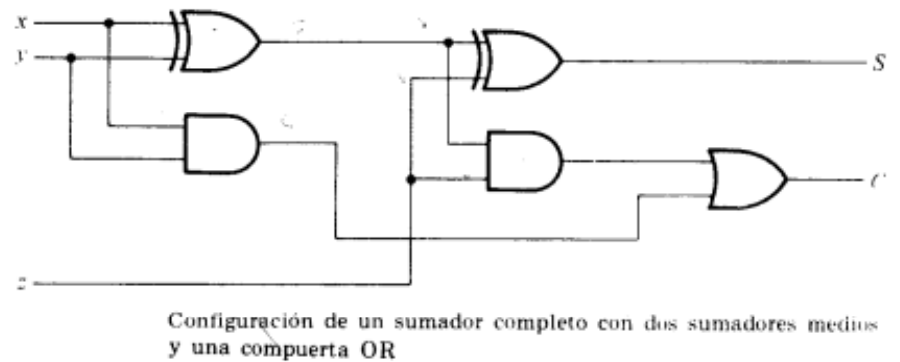 x
y
S
C
z
Configuración de un sumador completo con dos sumadores medios
y una compuerta OR